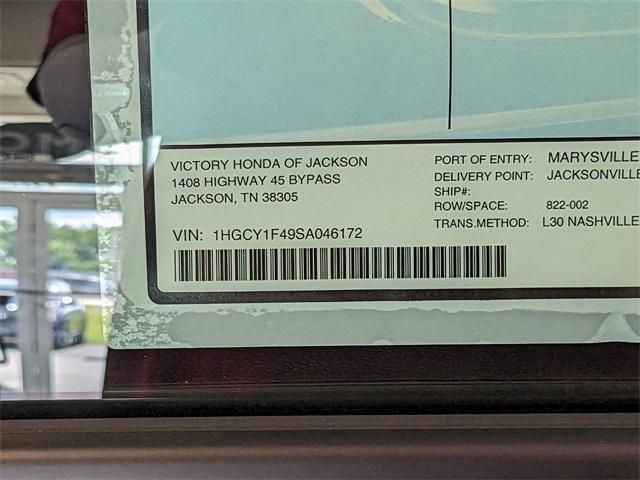 VICTORY HONDA OF JACKSON
1408 HIGHWAY 45 BYPASS
JACKSON, TN 38305
VIN: 1HGCY1F49SA046172
PORT OF ENTRY: MARYSVILLE
DELIVERY POINT: JACKSONVILLE
SHIP#:
ROW/SPACE: 822-002
TRANS.METHOD: L30 NASHVILLE